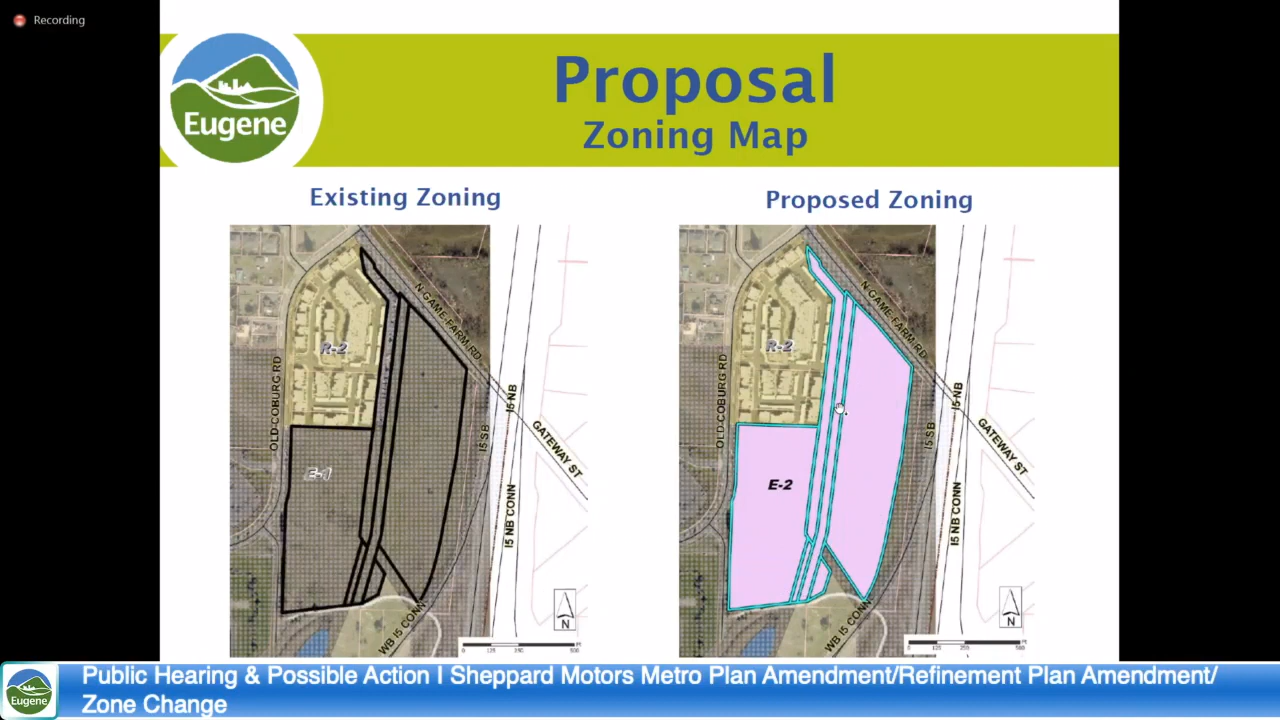 Recording
Eugene
Proposal
Zoning Map
Existing Zoning
Proposed Zoning
N GAME FARM RD
R-2
OLD COBURG RD
I5 NB
I5 SB
GATEWAY ST
E-1
I5 NB CONN
WB I5 CONN
N
N GAME FARM RD
R-2
OLD COBURG RD
I5 NB
I5 SB
GATEWAY ST
E-2
I5 NB CONN
WB I5 CONN
N
Eugene
Public Hearing & Possible Action I Sheppard Motors Metro Plan Amendment/Refinement Plan Amendment/
Zone Change